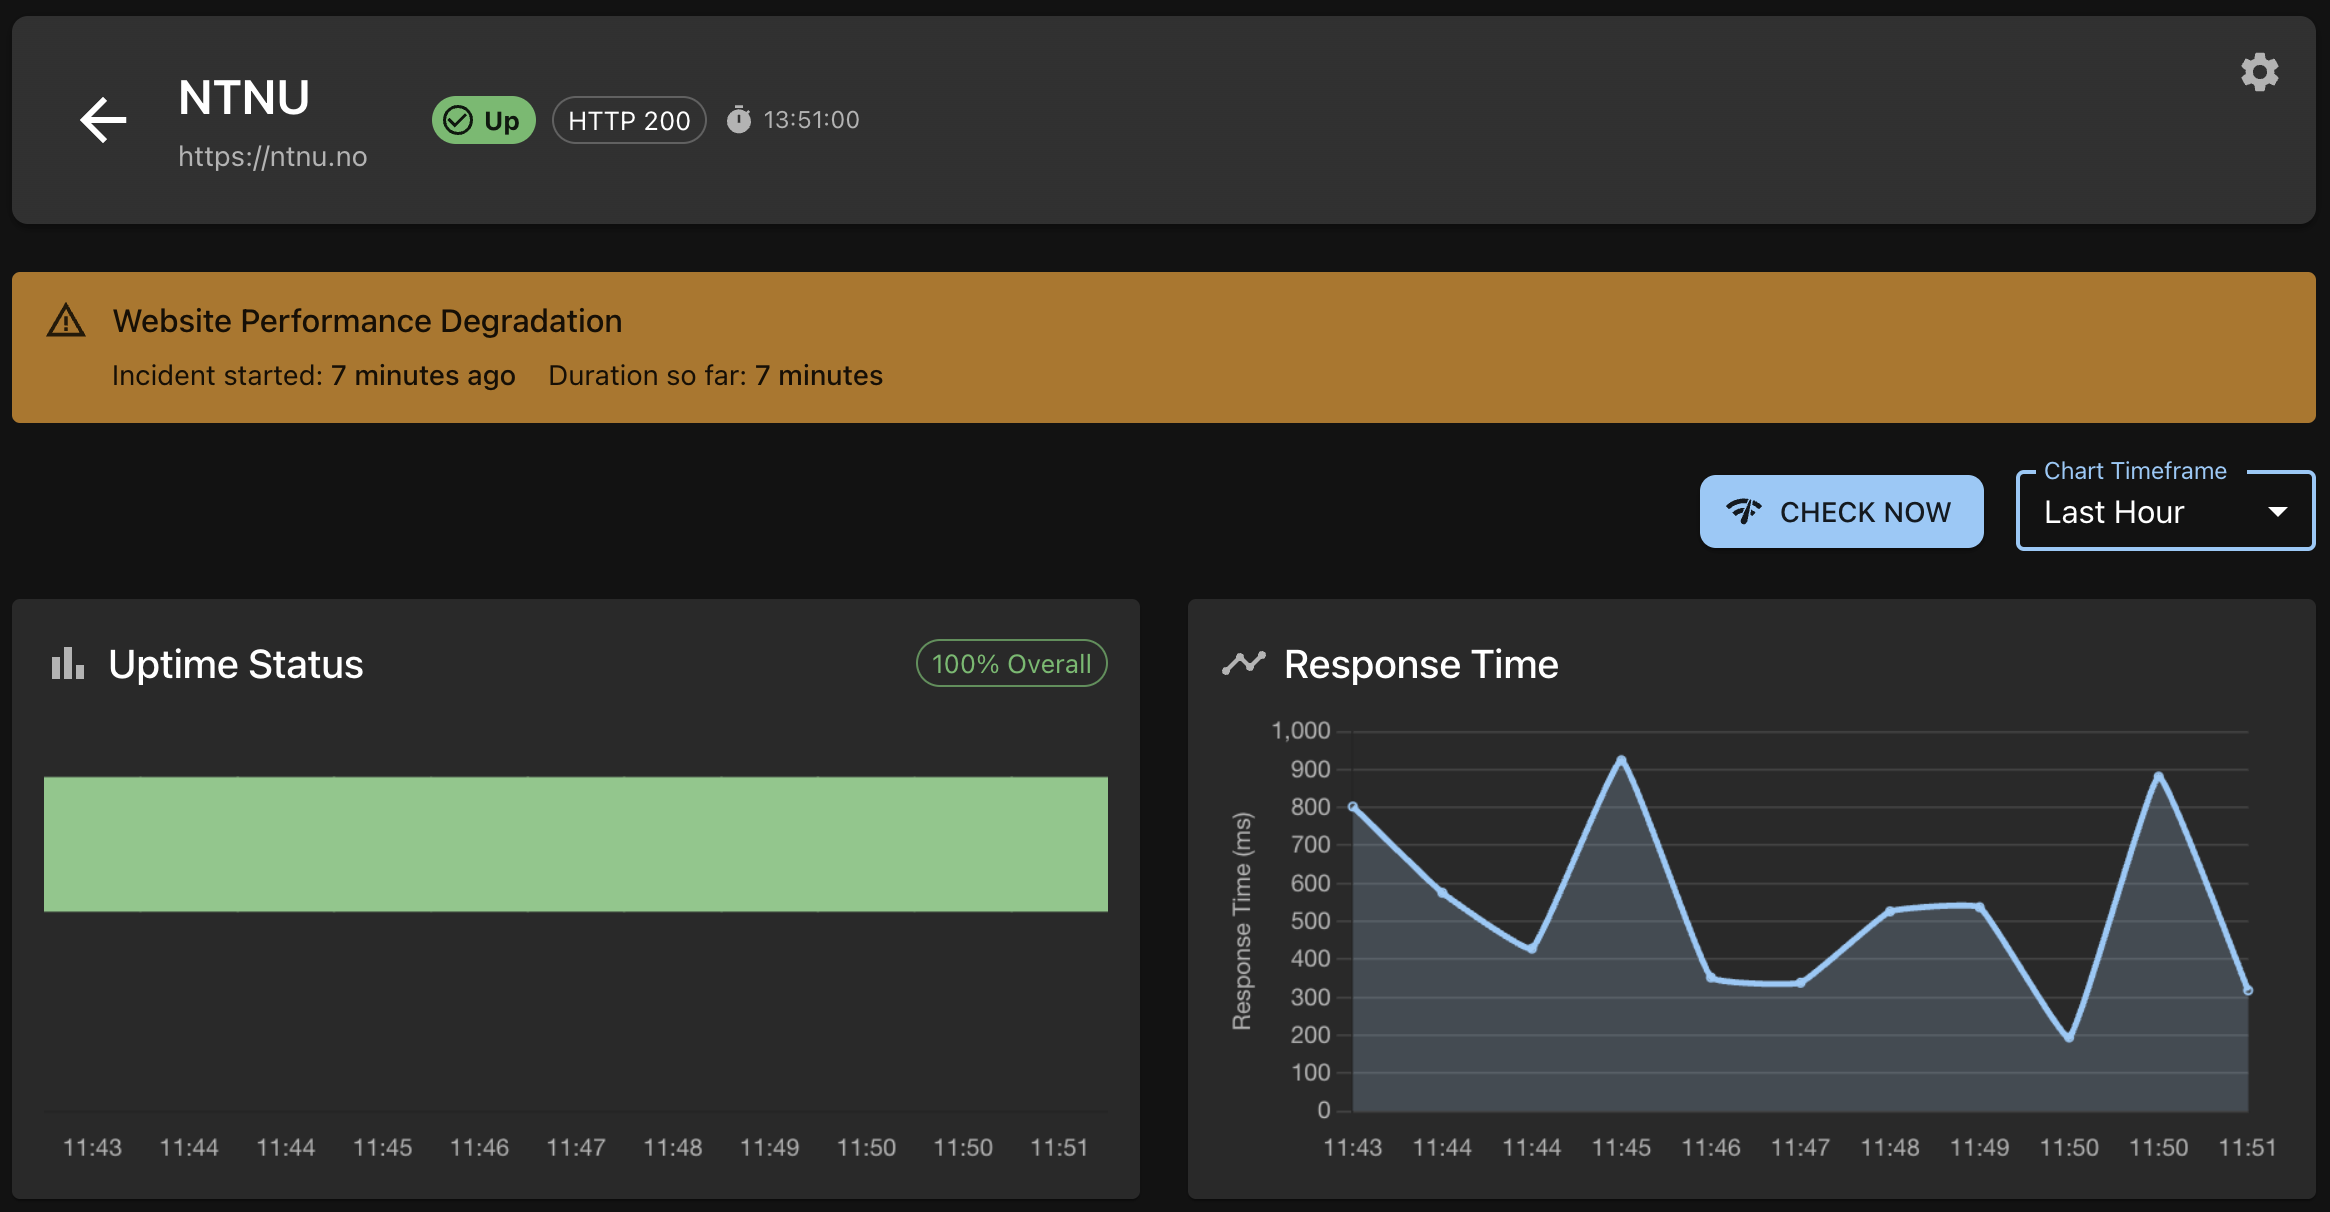 NTNU
https://ntnu.no
Up
HTTP 200
13:51:00
Website Performance Degradation
Incident started: 7 minutes ago Duration so far: 7 minutes
CHECK NOW
Chart Timeframe
Last Hour
Uptime Status
100% Overall
11:43 11:44 11:44 11:45 11:46 11:47 11:48 11:49 11:50 11:50 11:51
Response Time
Response Time (ms)
1,000
900
800
700
600
500
400
300
200
100
0
11:43 11:44 11:44 11:45 11:46 11:47 11:48 11:49 11:50 11:50 11:51